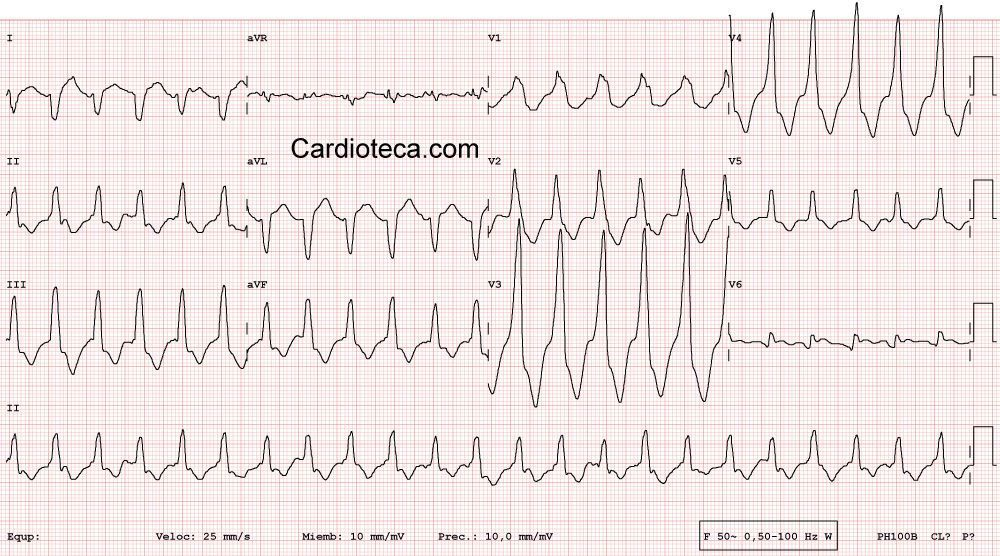 I aVR V1 V4
Cardioteca.com
II aVL V2 V5
III aVF V3 V6
II
Equp: Veloc: 25 mm/s Miemb: 10 mm/mV Prec.: 10,0 mm/mV F 50~ 0,50-100 Hz W PH100B CL? P?